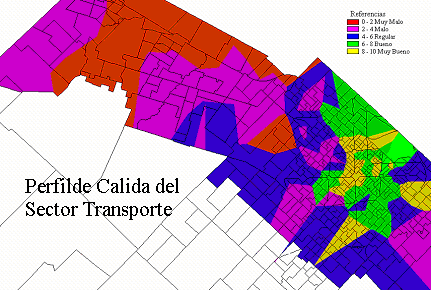 Referencias
0 - 2 Muy Malo
2 - 4 Malo
4 - 6 Regular
6 - 8 Bueno
8 - 10 Muy Bueno
Perfilde Calida del
Sector Transporte